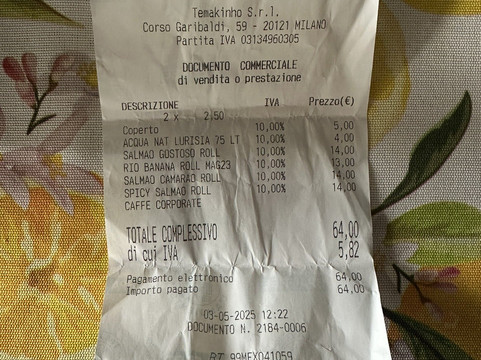 Temakinho S.r.l.
Corso Garibaldi, 59 - 20121 MILANO
Partita IVA 03134960305
DOCUMENTO COMMERCIALE
di vendita o prestazione
DESCRIZIONE IVA Prezzo(€)
2 x 2,50
Coperto 10,00% 5,00
ACQUA NAT LURISIA 75 LT 10,00% 4,00
SALMAO GOSTOSO ROLL 10,00% 14,00
RIO BANANA ROLL MAG23 10,00% 13,00
SALMAO CAMARAO ROLL 10,00% 14,00
SPICY SALMAO ROLL 10,00% 14,00
CAFFE CORPORATE
TOTALE COMPLESSIVO 64,00
di cui IVA 5,82
Pagamento elettronico 64,00
Importo pagato 64,00
03-05-2025 12:22
DOCUMENTO N. 2184-0006
RT 99MEX041059